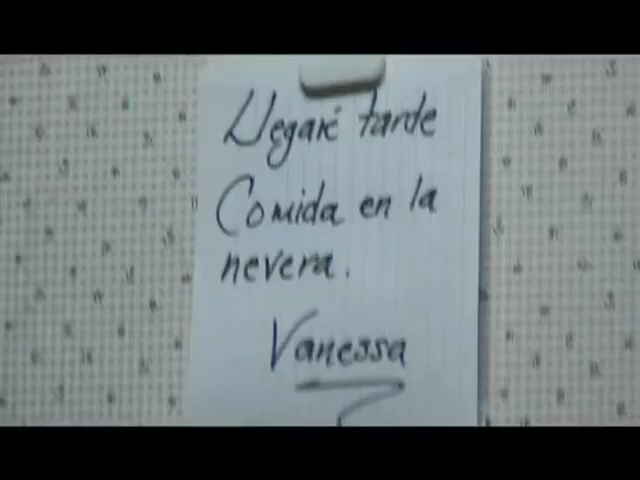 Llegaré tarde
Comida en la
nevera.
Vanessa